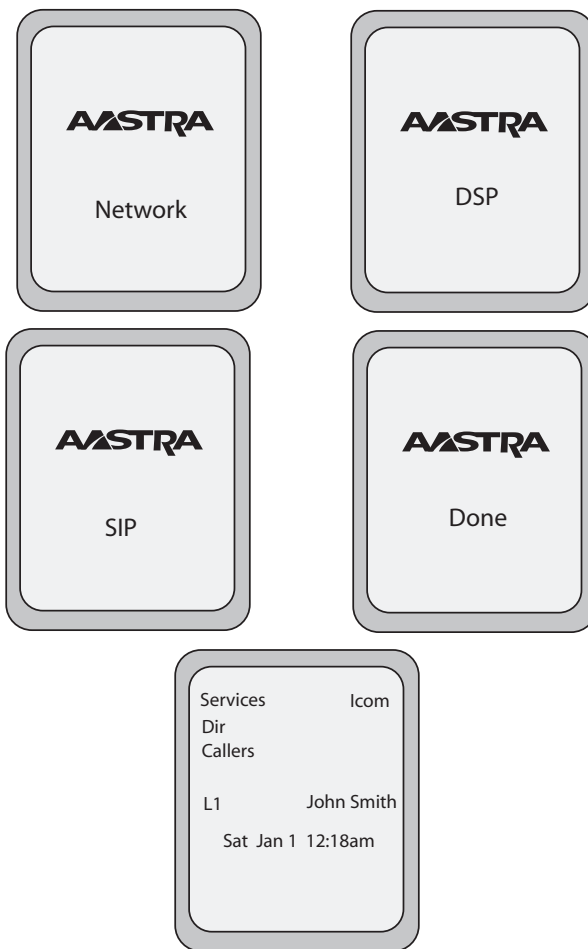 AASTRA
Network
AASTRA
DSP
AASTRA
SIP
AASTRA
Done
Services Icom
Dir
Callers
L1 John Smith
Sat Jan 1 12:18am